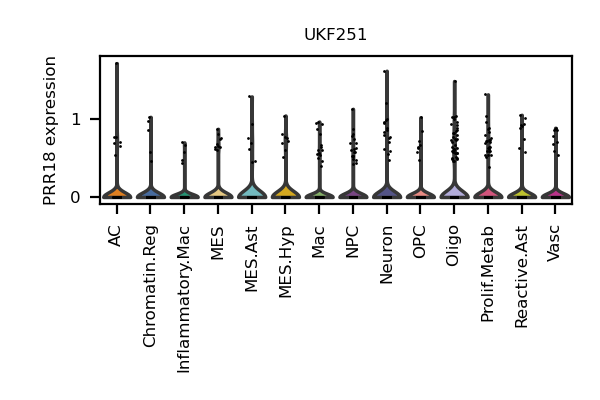 UKF251
PRR18 expression
1
0
AC
Chromatin.Reg
Inflammatory.Mac
MES
MES.Ast
MES.Hyp
Mac
NPC
Neuron
OPC
Oligo
Prolif.Metab
Reactive.Ast
Vasc